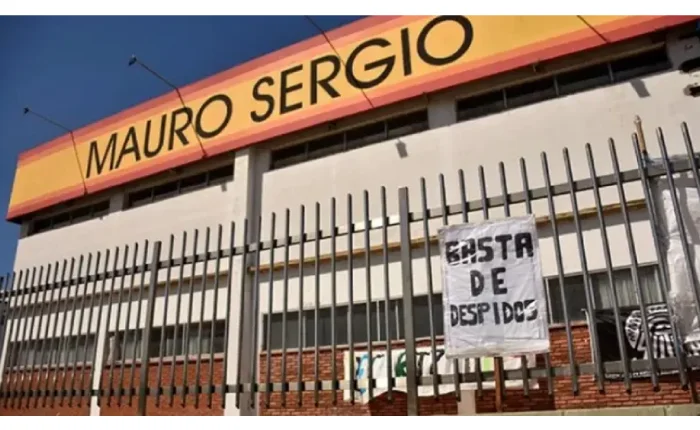 MAURO SERGIO
BASTA
DE
DESPIDOS